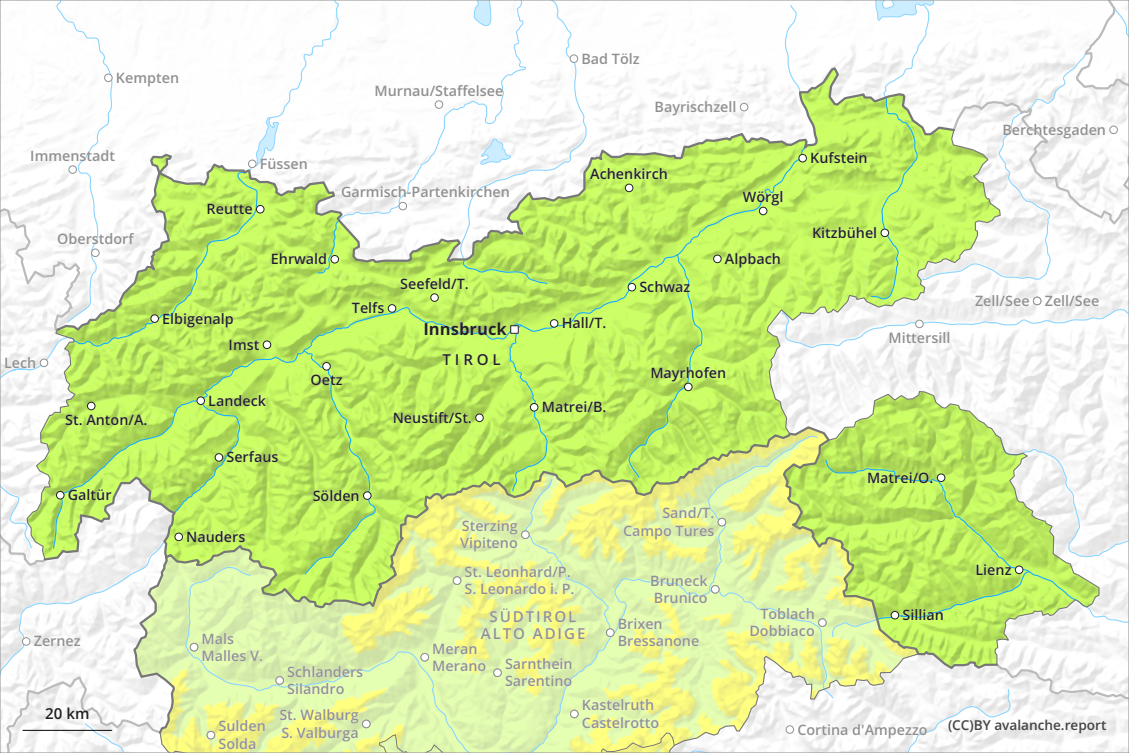 Kempten
Bad Tölz
Murnau/Staffelsee
Bayrischzell
Berchtesgaden
Immenstadt
Füssen
Kufstein
Achenkirch
Garmisch-Partenkirchen
Wörgl
Reutte
Kitzbühel
Oberstdorf
Ehrwald
Alpbach
Seefeld/T.
Schwaz
Zell/See
Zell/See
Telfs
Elbigenalp
Innsbruck
Hall/T.
Mittersill
Imst
TIROL
Lech
Oetz
Mayrhofen
Landeck
Matrei/B.
St. Anton/A.
Neustift/St.
Serfaus
Matrei/O.
Galtür
Sölden
Sand/T.
Campo Tures
Sterzing
Vipiteno
Nauders
St. Leonhard/P.
S. Leonardo i. P.
Lienz
Bruneck
Brunico
SÜDTIROL
ALTO ADIGE
Toblach
Dobbiaco
Sillian
Brixen
Bressanone
Zernez
Mals
Malles V.
Meran
Merano
Sarnthein
Sarentino
Schlanders
Silandro
Kastelruth
Castelrotto
20 km
St. Walburg
S. Valburga
Sulden
Solda
Cortina d'Ampezzo
(CC)BY avalanche.report